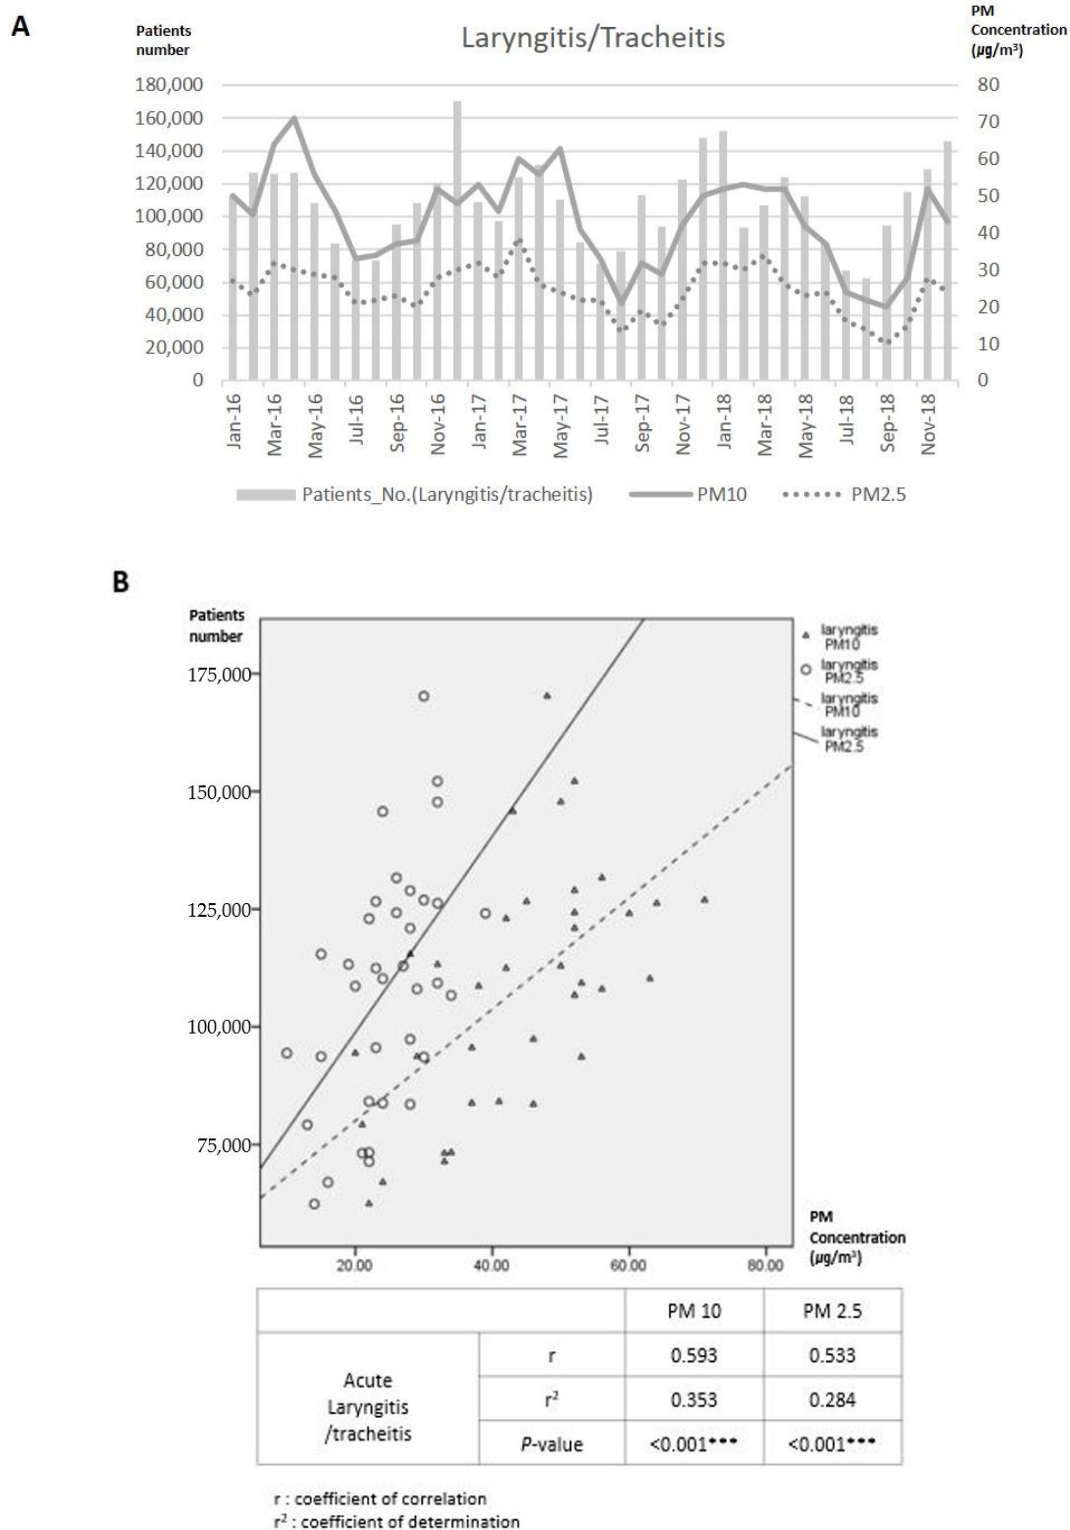 A
Patients
number
Laryngitis/Tracheitis
PM
Concentration
(µg/m³)
180,000
160,000
140,000
120,000
100,000
80,000
60,000
40,000
20,000
0
80
70
60
50
40
30
20
10
0
Jan-16
Mar-16
May-16
Jul-16
Sep-16
Nov-16
Jan-17
Mar-17
May-17
Jul-17
Sep-17
Nov-17
Jan-18
Mar-18
May-18
Jul-18
Sep-18
Nov-18
Patients_No.(Laryngitis/tracheitis) PM10 PM2.5
B
Patients
number
175,000
150,000
125,000
100,000
75,000
laryngitis
PM10
laryngitis
PM2.5
laryngitis
PM10
laryngitis
PM2.5
20.00 40.00 60.00 80.00
PM
Concentration
(µg/m³)
PM 10 PM 2.5
Acute
Laryngitis
/tracheitis
r 0.593 0.533
r² 0.353 0.284
P-value <0.001*** <0.001***
r : coefficient of correlation
r² : coefficient of determination